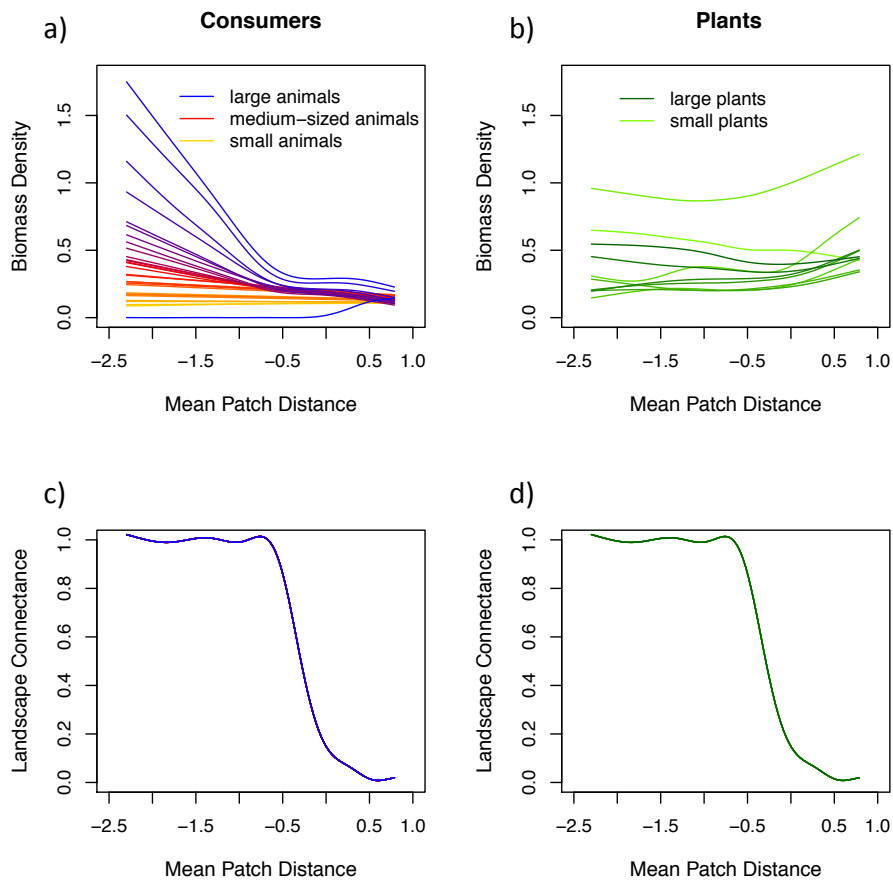 a)
Consumers
Biomass Density
1.5
1.0
0.5
0.0
large animals
medium-sized animals
small animals
−2.5 −1.5 −0.5 0.5 1.0
Mean Patch Distance
b)
Plants
Biomass Density
1.5
1.0
0.5
0.0
large plants
small plants
−2.5 −1.5 −0.5 0.5 1.0
Mean Patch Distance
c)
Landscape Connectance
1.0
0.8
0.6
0.4
0.2
0.0
−2.5 −1.5 −0.5 0.5 1.0
Mean Patch Distance
d)
Landscape Connectance
1.0
0.8
0.6
0.4
0.2
0.0
−2.5 −1.5 −0.5 0.5 1.0
Mean Patch Distance